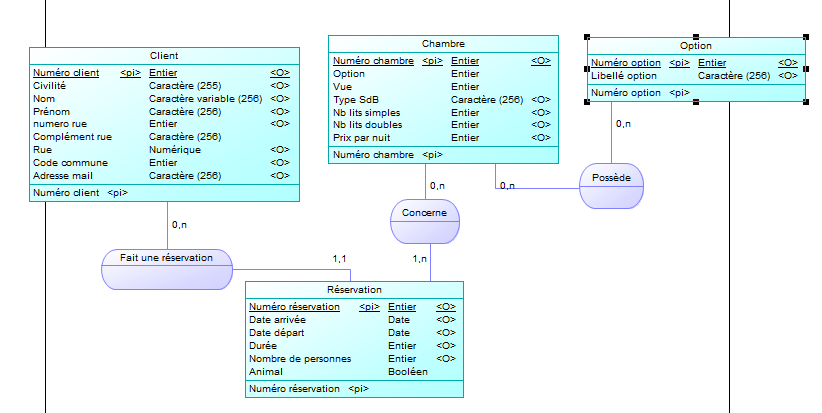 Client
Numéro client <pi> Entier <O>
Civilité Caractère (255)
Nom Caractère variable (256) <O>
Prénom Caractère (256) <O>
numero rue Entier <O>
Complément rue Caractère (256)
Rue Numérique <O>
Code commune Entier <O>
Adresse mail Caractère (256) <O>
Numéro client <pi>
Chambre
Numéro chambre <pi> Entier <O>
Option Entier
Vue Entier
Type SdB Caractère (256) <O>
Nb lits simples Entier <O>
Nb lits doubles Entier <O>
Prix par nuit Entier <O>
Numéro chambre <pi>
Option
Numéro option <pi> Entier <O>
Libellé option Caractère (256) <O>
Numéro option <pi>
0,n
Possède
0,n
0,n
Concerne
0,n
Fait une réservation
1,1
1,n
Réservation
Numéro réservation <pi> Entier <O>
Date arrivée Date <O>
Date départ Date <O>
Durée Entier <O>
Nombre de personnes Entier <O>
Animal Booléen
Numéro réservation <pi>